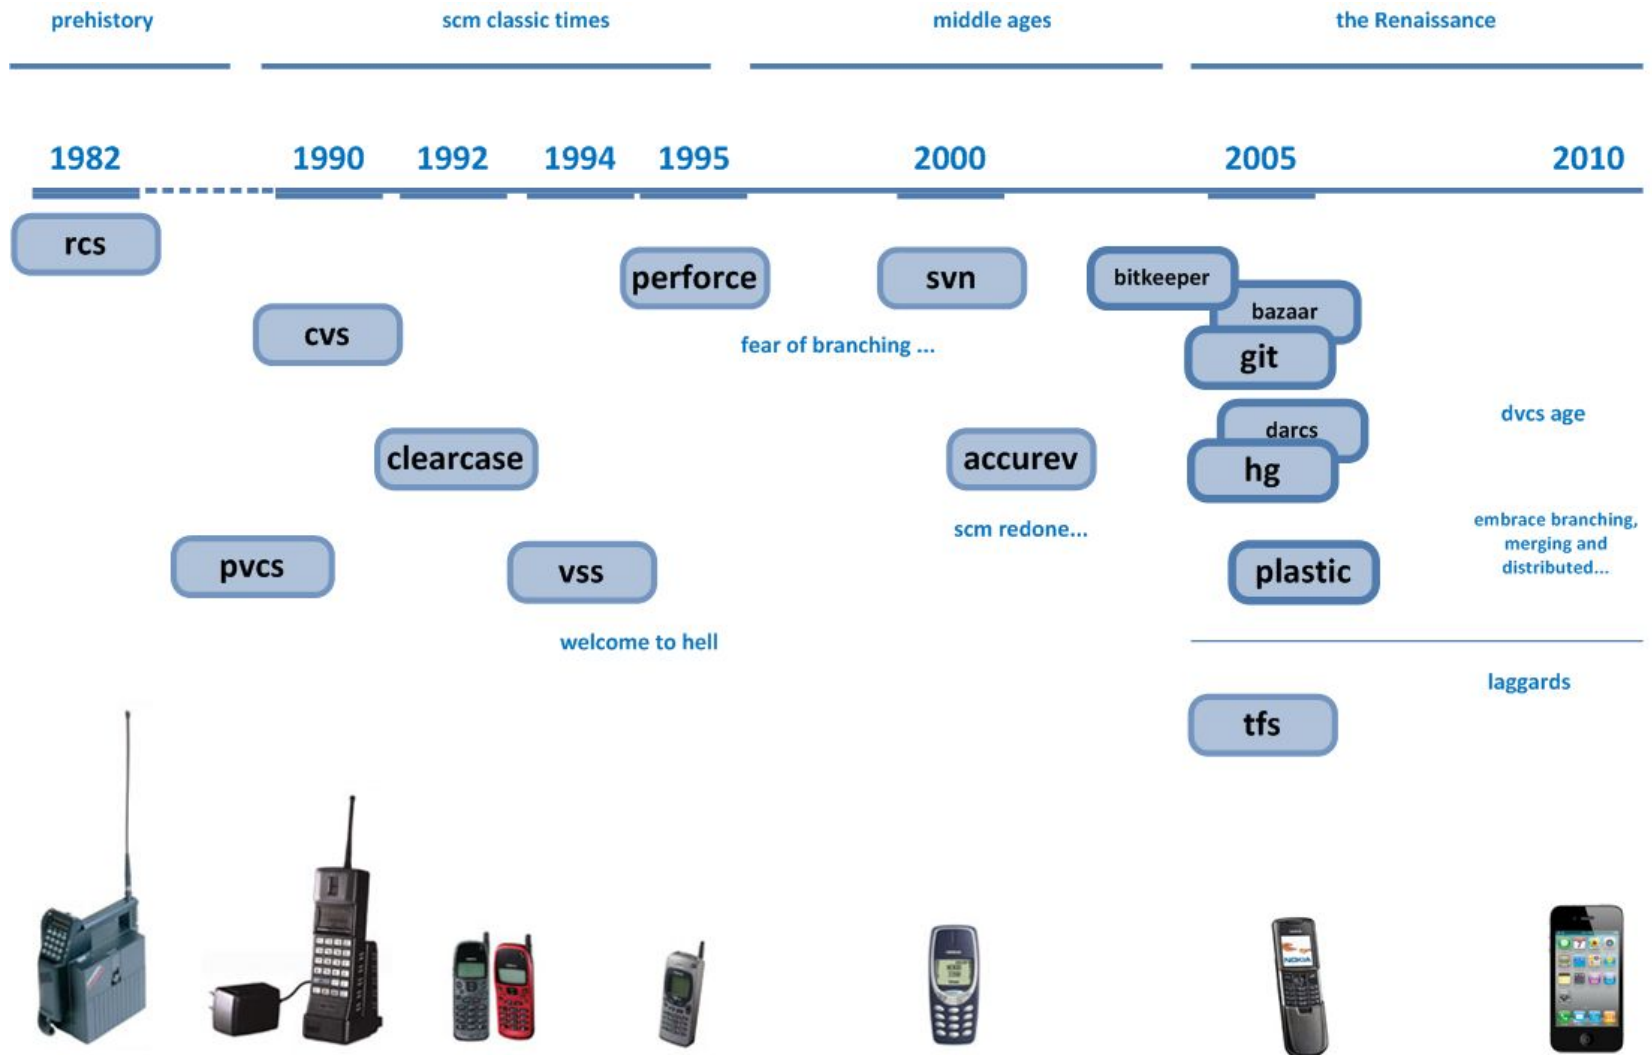 prehistory
scm classic times
middle ages
the Renaissance
1982
1990
1992
1994
1995
2000
2005
2010
rcs
perforce
svn
bitkeeper
bazaar
cvs
fear of branching ...
git
dvcs age
darcs
clearcase
accurev
hg
scm redone...
embrace branching,
merging and
distributed...
pvcs
vss
plastic
welcome to hell
laggards
tfs
NOKIA